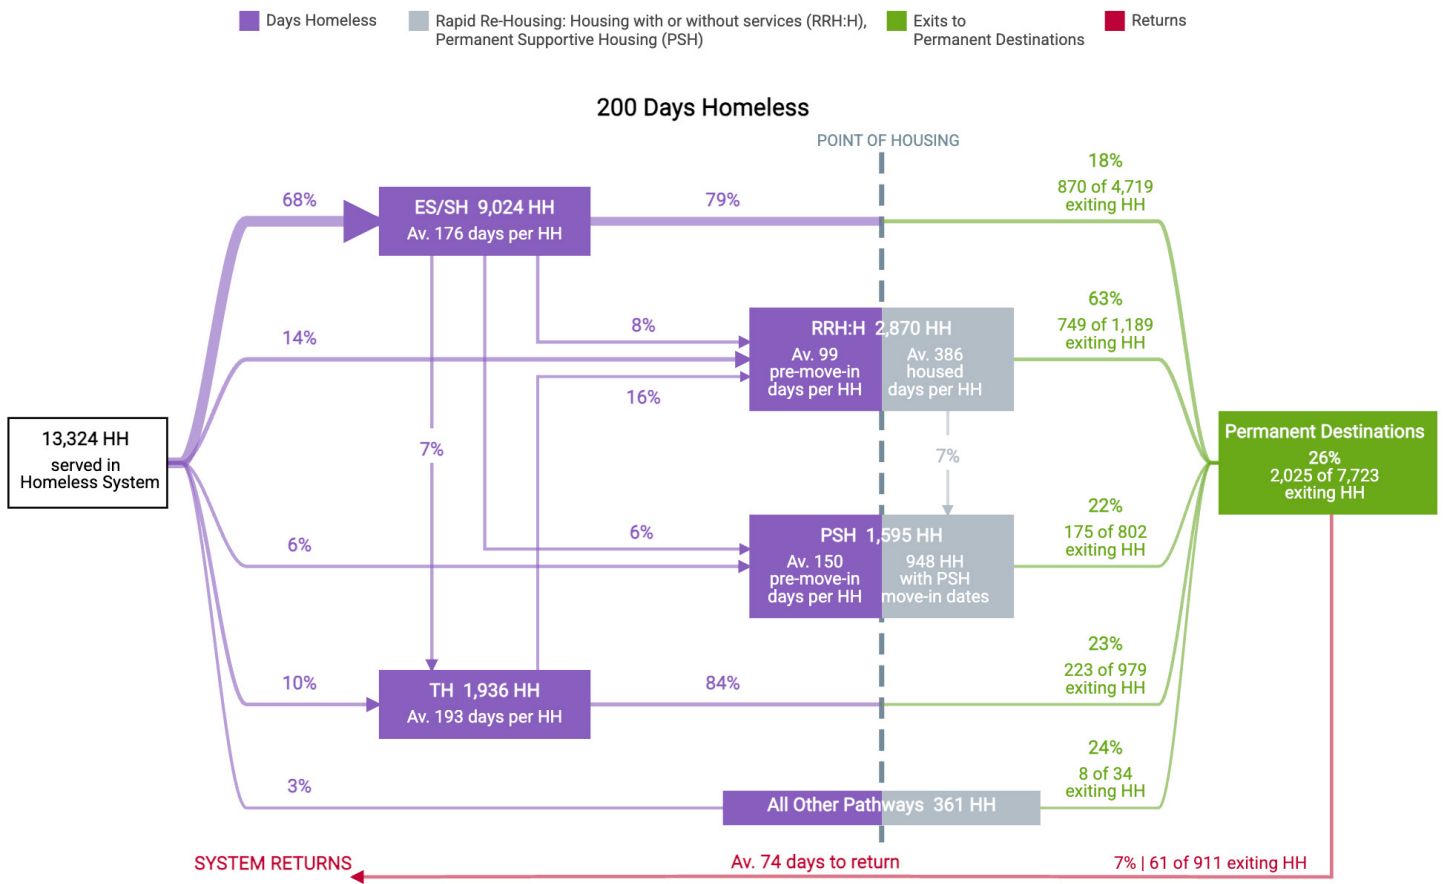 Days Homeless
Rapid Re-Housing: Housing with or without services (RRH:H),
Permanent Supportive Housing (PSH)
Exits to
Permanent Destinations
Returns
200 Days Homeless
POINT OF HOUSING
68%
ES/SH 9,024 HH
Av. 176 days per HH
79%
18%
870 of 4,719
exiting HH
14%
8%
16%
RRH:H 2,870 HH
Av. 99
pre-move-in
days per HH
Av. 386
housed
days per HH
63%
749 of 1,189
exiting HH
13,324 HH
served in
Homeless System
7%
7%
Permanent Destinations
26%
2,025 of 7,723
exiting HH
6%
6%
PSH 1,595 HH
Av. 150
pre-move-in
days per HH
948 HH
with PSH
move-in dates
22%
175 of 802
exiting HH
10%
TH 1,936 HH
Av. 193 days per HH
84%
23%
223 of 979
exiting HH
3%
All Other Pathways 361 HH
24%
8 of 34
exiting HH
SYSTEM RETURNS
Av. 74 days to return
7% | 61 of 911 exiting HH